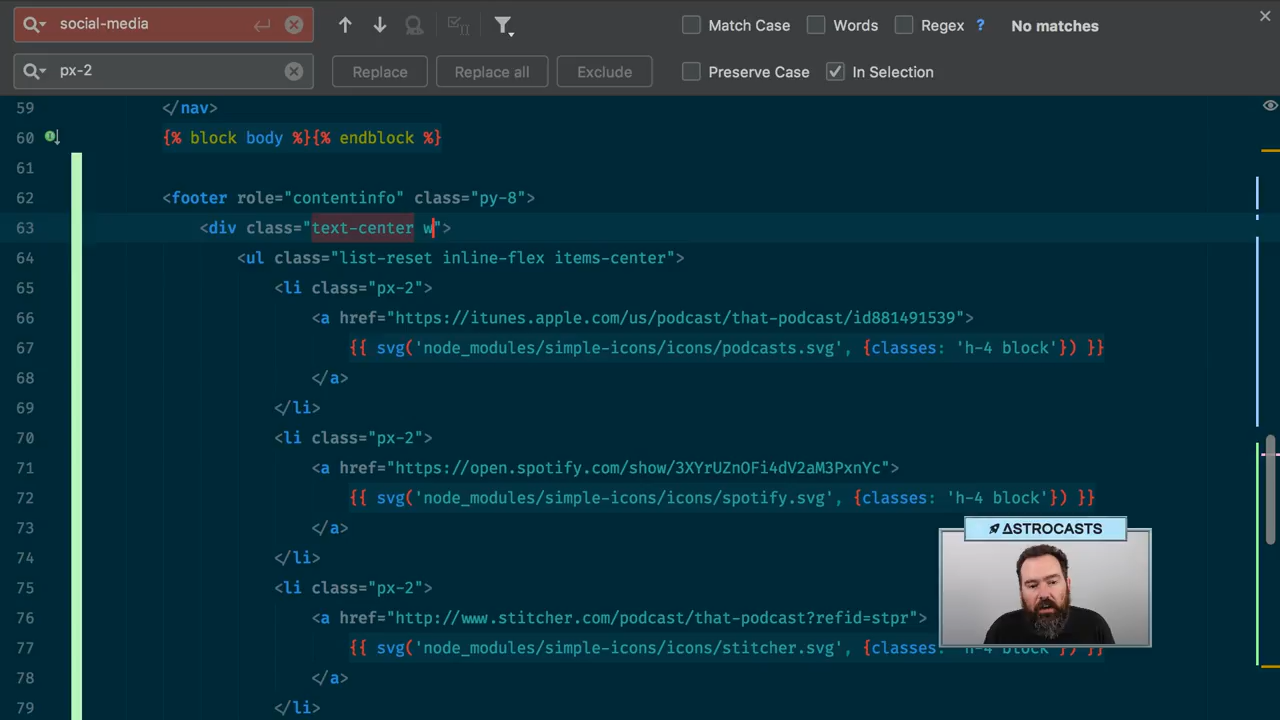 social-media
Match Case Words Regex ? No matches
px-2
Replace Replace all Exclude Preserve Case In Selection
59 </nav>
60 {% block body %}{% endblock %}
61
62 <footer role="contentinfo" class="py-8">
63 <div class="text-center w">
64 <ul class="list-reset inline-flex items-center">
65 <li class="px-2">
66 <a href="https://itunes.apple.com/us/podcast/that-podcast/id881491539">
67 {{ svg('node_modules/simple-icons/icons/podcasts.svg', {classes: 'h-4 block'}) }}
68 </a>
69 </li>
70 <li class="px-2">
71 <a href="https://open.spotify.com/show/3XYrUZnOFi4dV2aM3PxnYc">
72 {{ svg('node_modules/simple-icons/icons/spotify.svg', {classes: 'h-4 block'}) }}
73 </a>
74 </li>
75 <li class="px-2">
76 <a href="http://www.stitcher.com/podcast/that-podcast?refid=stpr">
77 {{ svg('node_modules/simple-icons/icons/stitcher.svg', {classes: 'h-4 block'}) }}
78 </a>
79 </li>
ΔSTROCASTS